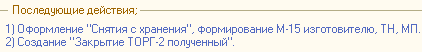 Последующие действия;
1) Оформление "Снятия с хранения", формирование М-15 изготовителю, ТН, МП.
2) Создание "Закрытие ТОРГ-2 полученный".